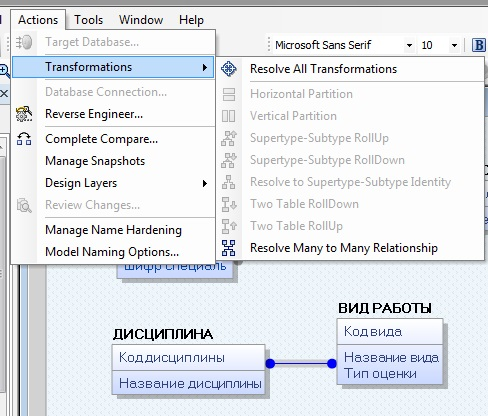 Actions Tools Window Help
Target Database...
Microsoft Sans Serif 10 B
Transformations
Resolve All Transformations
Database Connection...
Horizontal Partition
Reverse Engineer...
Vertical Partition
Complete Compare...
Supertype-Subtype RollUp
Manage Snapshots
Supertype-Subtype RollDown
Design Layers
Resolve to Supertype-Subtype Identity
Review Changes...
Two Table RollDown
Manage Name Hardening
Two Table RollUp
Model Naming Options...
Resolve Many to Many Relationship
Шифр специаль
ВИД РАБОТЫ
Код вида
Название вида
Тип оценки
ДИСЦИПЛИНА
Код дисциплины
Название дисциплины